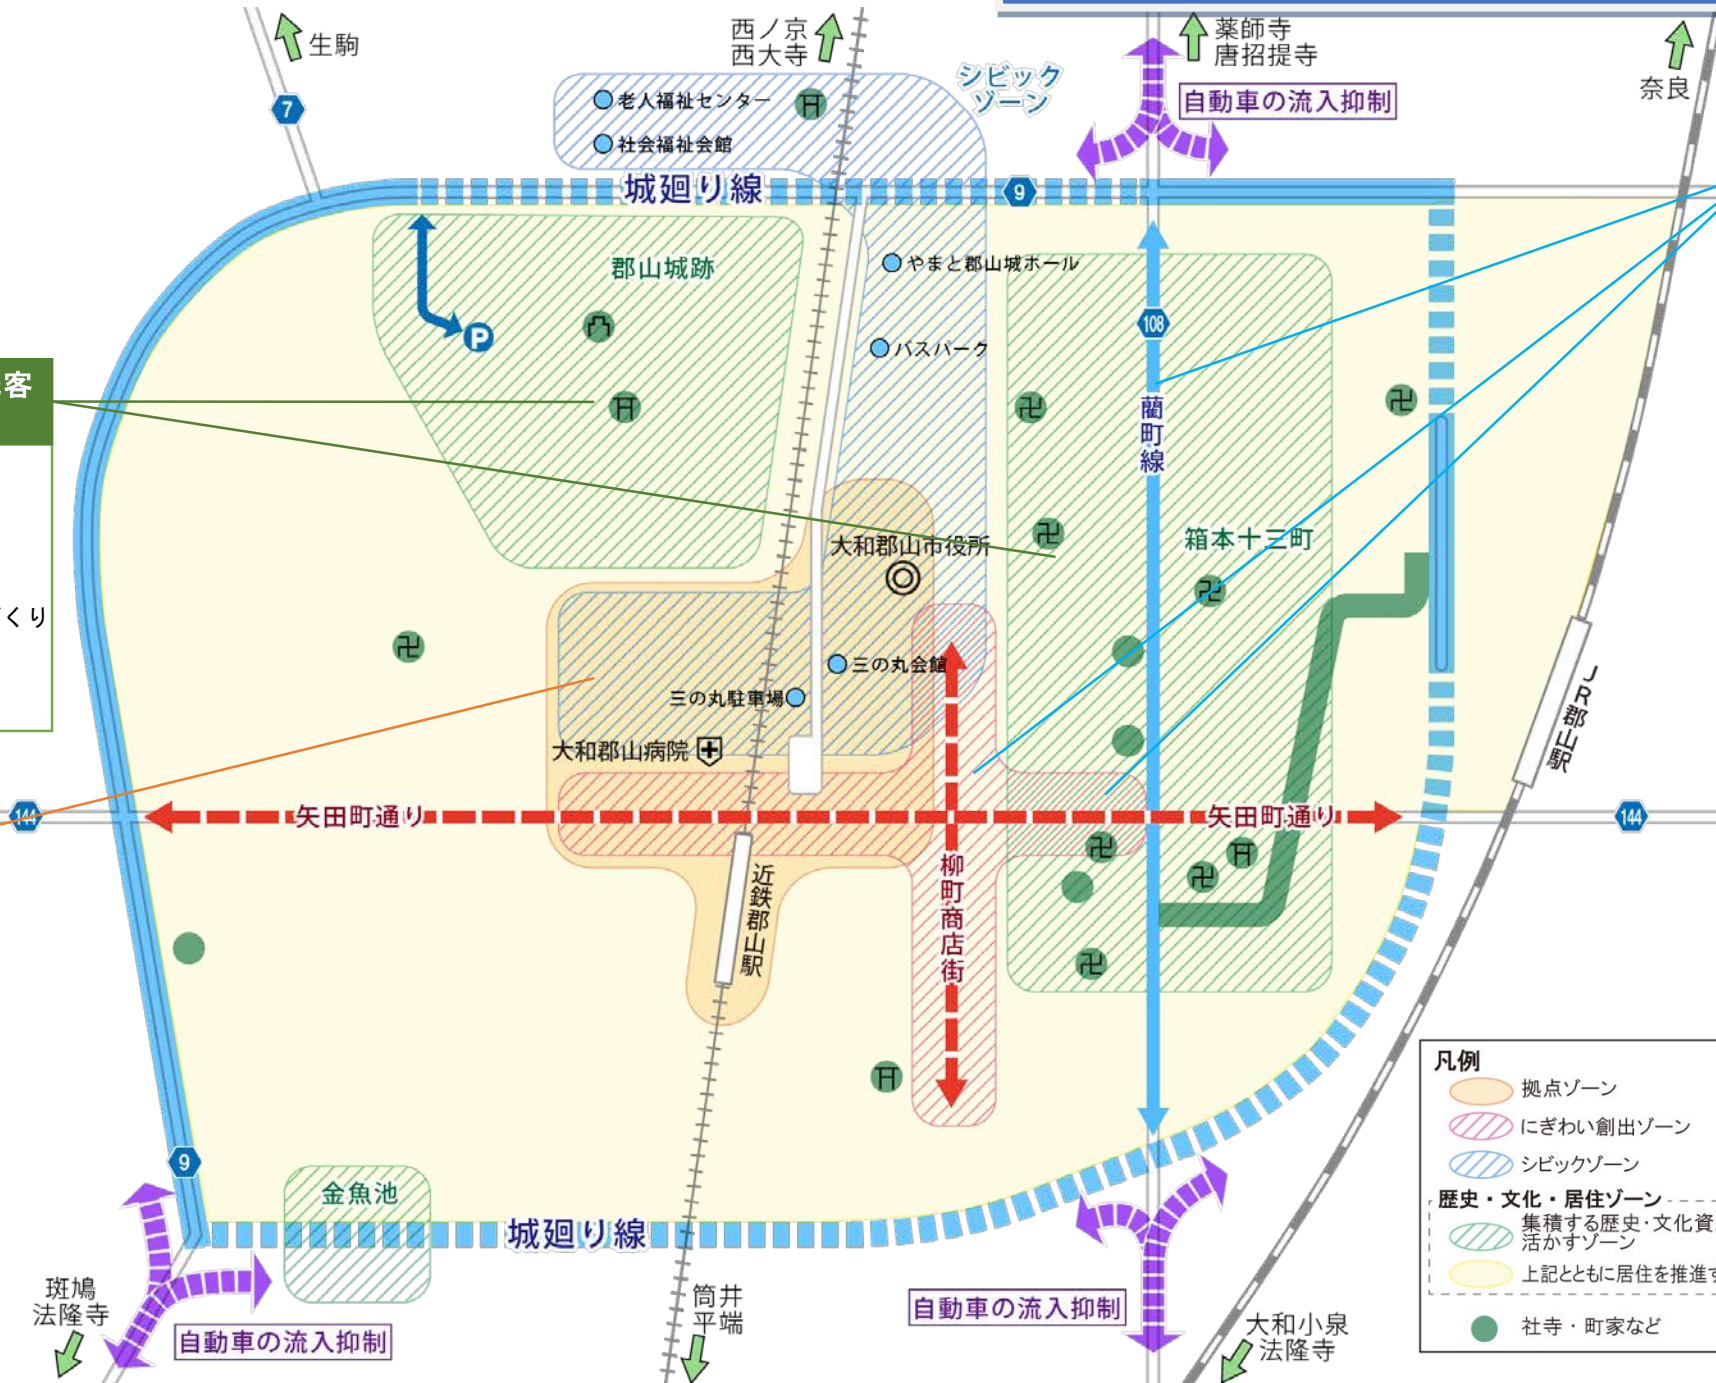 生駒
西ノ京
西大寺
シビック
ゾーン
薬師寺
唐招提寺
奈良
自動車の流入抑制
7
老人福祉センター
社会福祉会館
城廻り線
9
郡山城跡
やまと郡山城ホール
P
108
バスパーク
客
藺町線
大和郡山市役所
箱本十三町
づくり
三の丸会館
三の丸駐車場
大和郡山病院
JR郡山駅
144
矢田町通り
矢田町通り
144
近鉄郡山駅
柳町商店街
9
金魚池
城廻り線
斑鳩
法隆寺
自動車の流入抑制
筒井
平端
自動車の流入抑制
大和小泉
法隆寺
凡例
拠点ゾーン
にぎわい創出ゾーン
シビックゾーン
歴史・文化・居住ゾーン
集積する歴史・文化資
活かすゾーン
上記とともに居住を推進す
社寺・町家など